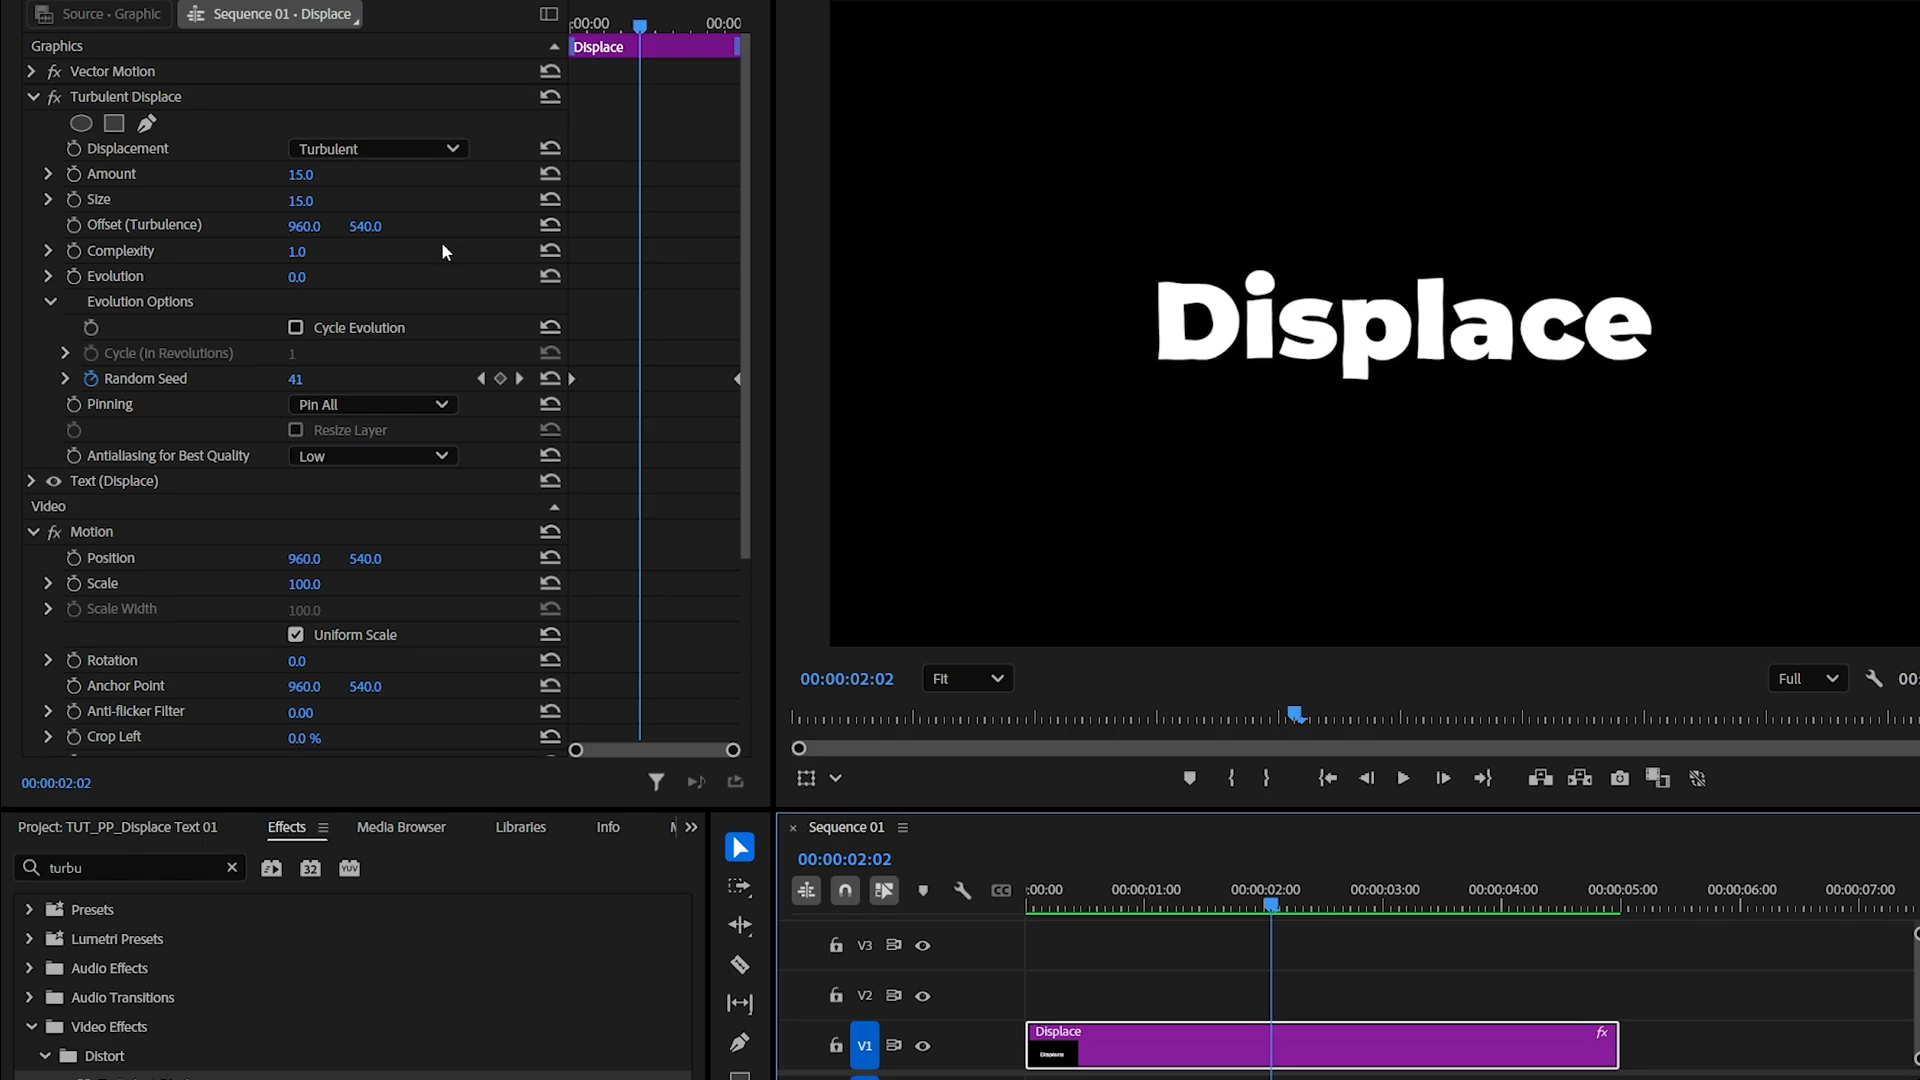 Source • Graphic
Sequence 01 • Displace
:00:00
00:00
Graphics
Displace
fx Vector Motion
fx Turbulent Displace
Displacement
Turbulent
Amount
15.0
Size
15.0
Offset (Turbulence)
960.0
540.0
Complexity
1.0
Evolution
0.0
Evolution Options
Cycle Evolution
Cycle (in Revolutions)
1
Random Seed
41
Pinning
Pin All
Resize Layer
Antialiasing for Best Quality
Low
Text (Displace)
Video
fx Motion
Position
960.0
540.0
Scale
100.0
Scale Width
100.0
Uniform Scale
Rotation
0.0
Anchor Point
960.0
540.0
Anti-flicker Filter
0.00
Crop Left
0.0 %
00:00:02:02
Displace
00:00:02:02
Fit
Full
00:
Project: TUT_PP_Displace Text 01
Effects
Media Browser
Libraries
Info
turbu
32
YUV
Presets
Lumetri Presets
Audio Effects
Audio Transitions
Video Effects
Distort
× Sequence 01
00:00:02:02
CC
:00:00
00:00:01:00
00:00:02:00
00:00:03:00
00:00:04:00
00:00:05:00
00:00:06:00
00:00:07:00
V3
V2
V1
Displace
fx
Displace